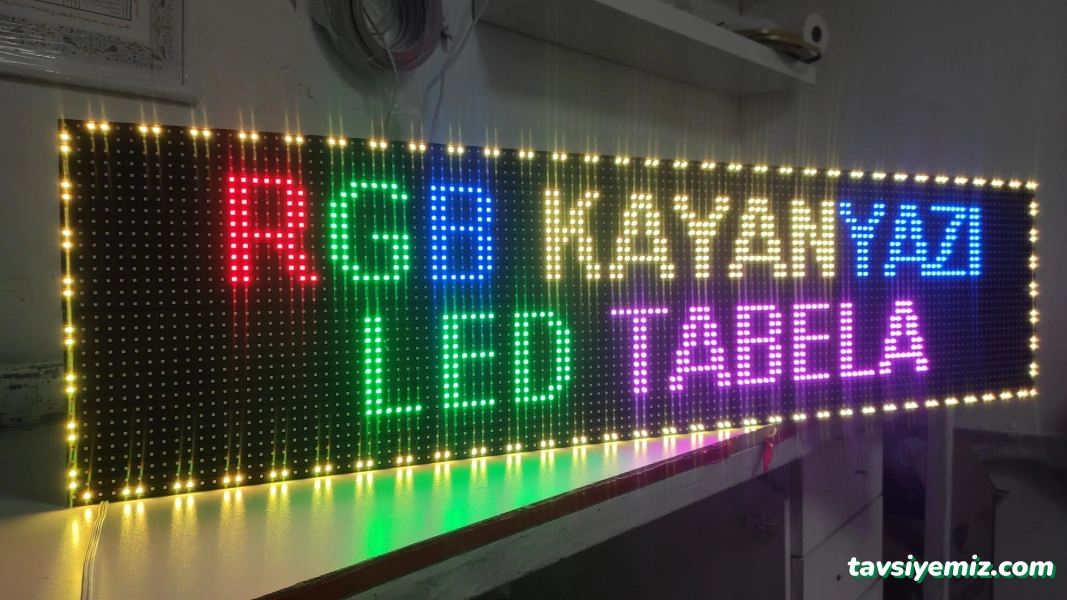 RGB KAYANYAZI
LED TABELA
tavsiyemiz.com